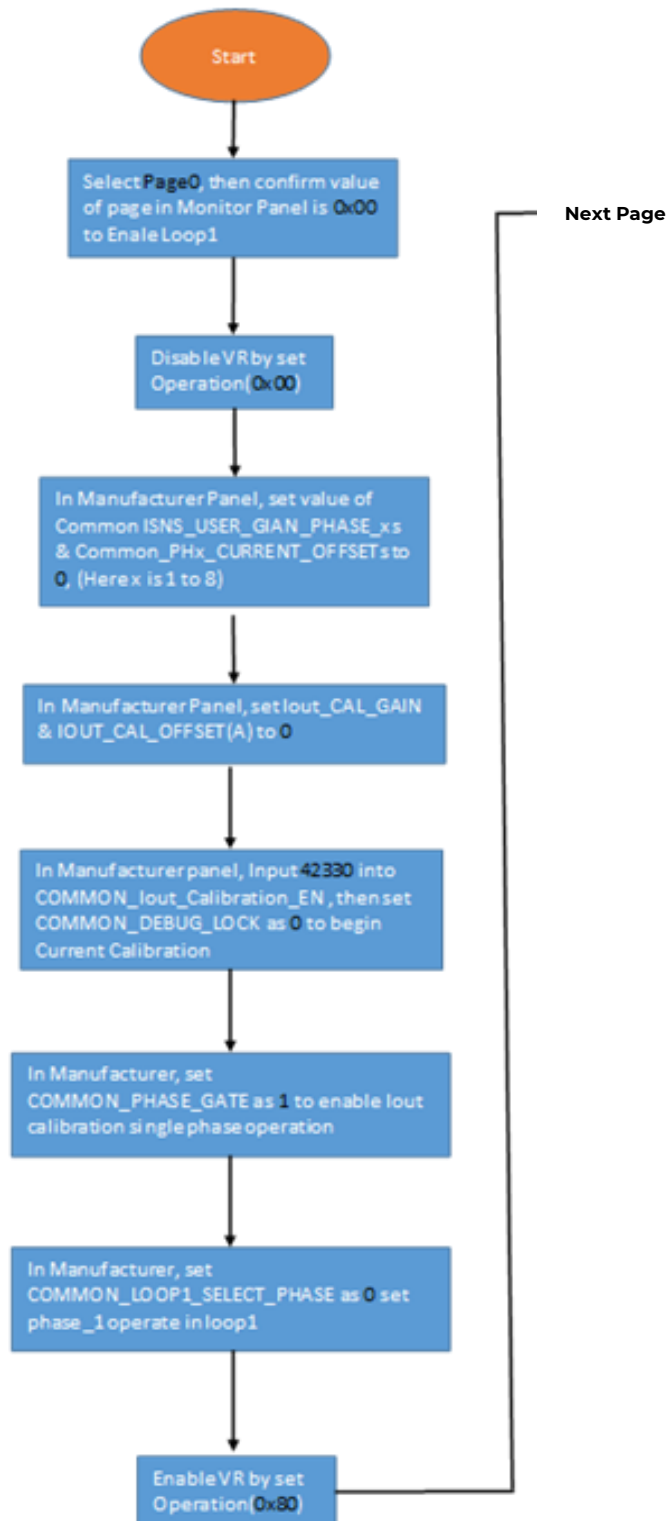 Start
Select Page0, then confirm value
of page in Monitor Panel is 0x00
to Enale Loop1
Next Page
Disable VR by set
Operation(0x00)
In Manufacturer Panel, set value of
Common ISNS_USER_GIAN_PHASE_xs
& Common_PHx_CURRENT_OFFSETs to
0, (Here x is 1 to 8)
In Manufacturer Panel, set Iout_CAL_GAIN
& IOUT_CAL_OFFSET(A) to 0
In Manufacturer panel, Input 42330 into
COMMON_Iout_Calibration_EN, then set
COMMON_DEBUG_LOCK as 0 to begin
Current Calibration
In Manufacturer, set
COMMON_PHASE_GATE as 1 to enable Iout
calibration single phase operation
In Manufacturer, set
COMMON_LOOP1_SELECT_PHASE as 0 set
phase_1 operate in loop1
Enable VR by set
Operation(0x80)